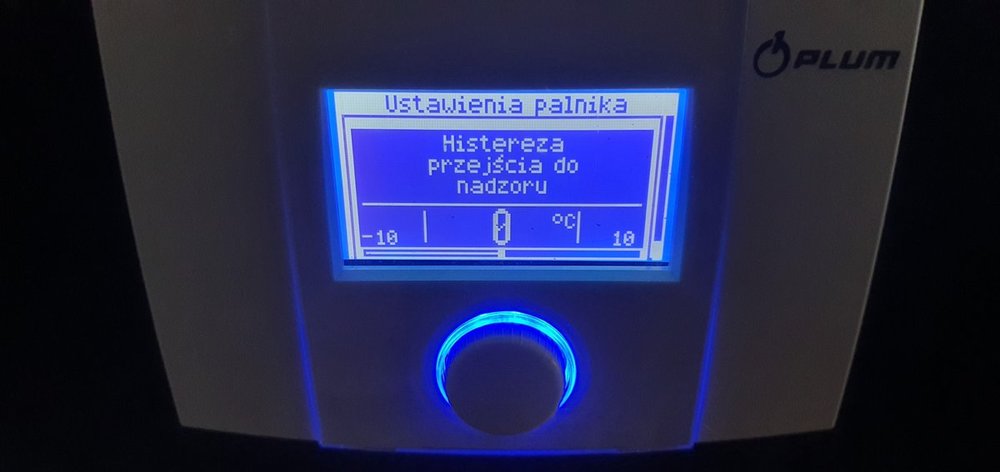 PLUM
Ustawienia palnika
Histereza
przejścia do
nadzoru
-10 0 °C 10